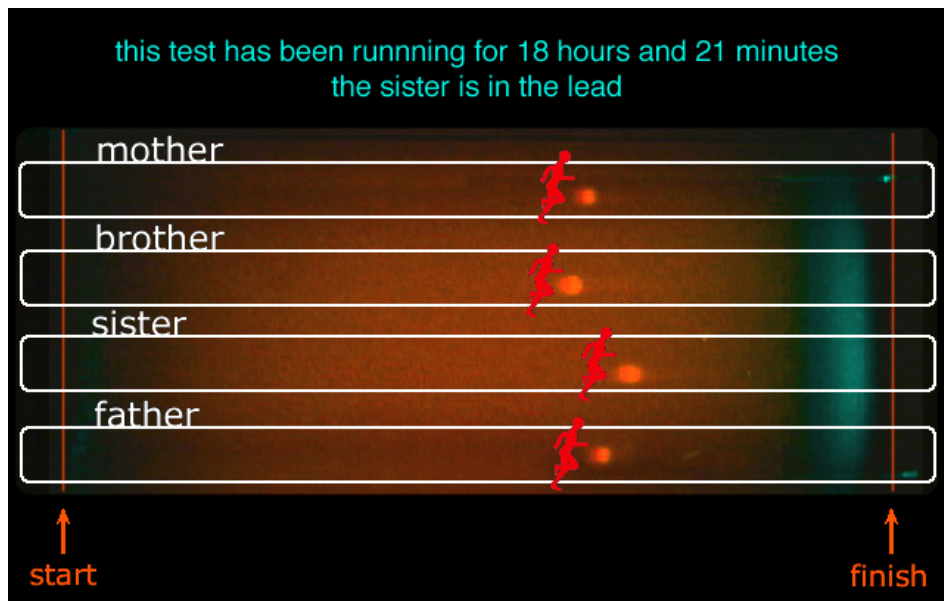 this test has been runnning for 18 hours and 21 minutes
the sister is in the lead
mother
brother
sister
father
start
finish